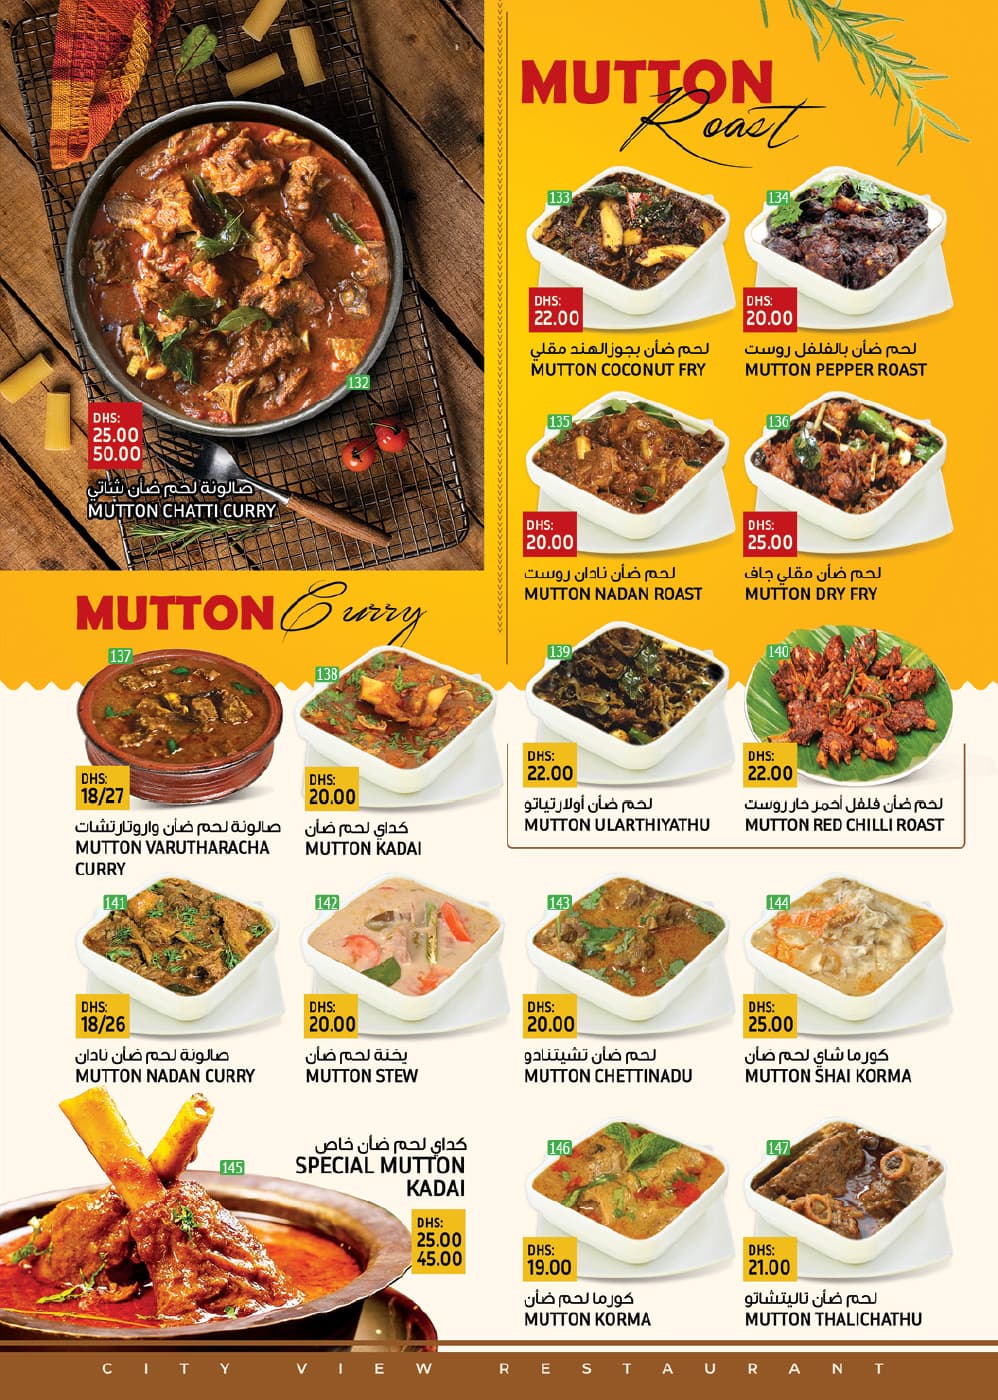 MUTTON
Roast
132
DHS:
25.00
50.00
صالونة لحم ضأن شتاتي
MUTTON CHATTI CURRY
133
DHS:
22.00
لحم ضأن بجوزالهند مقلي
MUTTON COCONUT FRY
134
DHS:
20.00
لحم ضأن بالفلفل روست
MUTTON PEPPER ROAST
135
DHS:
20.00
لحم ضأن نادان روست
MUTTON NADAN ROAST
136
DHS:
25.00
لحم ضأن مقلي جاف
MUTTON DRY FRY
139
DHS:
22.00
لحم ضأن أولارتياتو
MUTTON ULARTHIYATHU
140
DHS:
22.00
لحم ضأن فلفل أحمر حار روست
MUTTON RED CHILLI ROAST
MUTTON Curry
137
DHS:
18/27
صالونة لحم ضأن واروتارتشات
MUTTON VARUTHARACHA
CURRY
138
DHS:
20.00
كداي لحم ضأن
MUTTON KADAI
141
DHS:
18/26
صالونة لحم ضأن نادان
MUTTON NADAN CURRY
142
DHS:
20.00
يخنة لحم ضأن
MUTTON STEW
143
DHS:
20.00
لحم ضأن تشيتنادو
MUTTON CHETTINADU
144
DHS:
25.00
كورما شاي لحم ضأن
MUTTON SHAI KORMA
145
كداي لحم ضأن خاص
SPECIAL MUTTON
KADAI
DHS:
25.00
45.00
146
DHS:
19.00
كورما لحم ضأن
MUTTON KORMA
147
DHS:
21.00
لحم ضأن تاليتشاتو
MUTTON THALICHATHU
CITY VIEW RESTAURANT